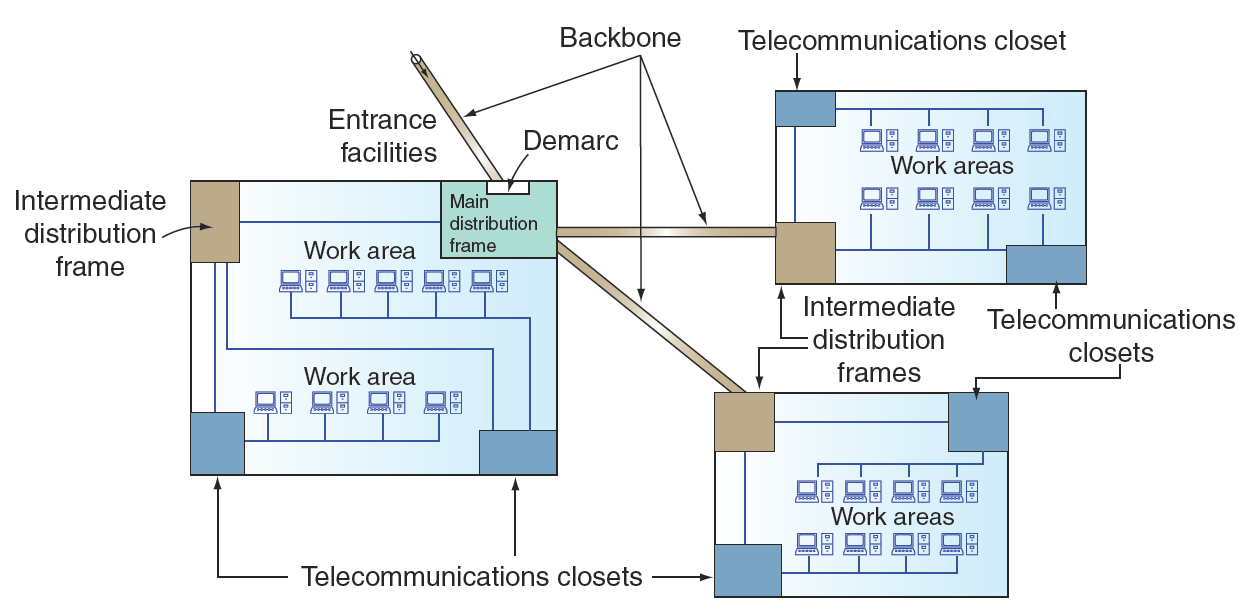 Backbone
Telecommunications closet
Entrance
facilities
Demarc
Work areas
Intermediate
distribution
frame
Main
distribution
frame
Work area
Work area
Intermediate
distribution
frames
Telecommunications
closets
Work areas
Telecommunications closets